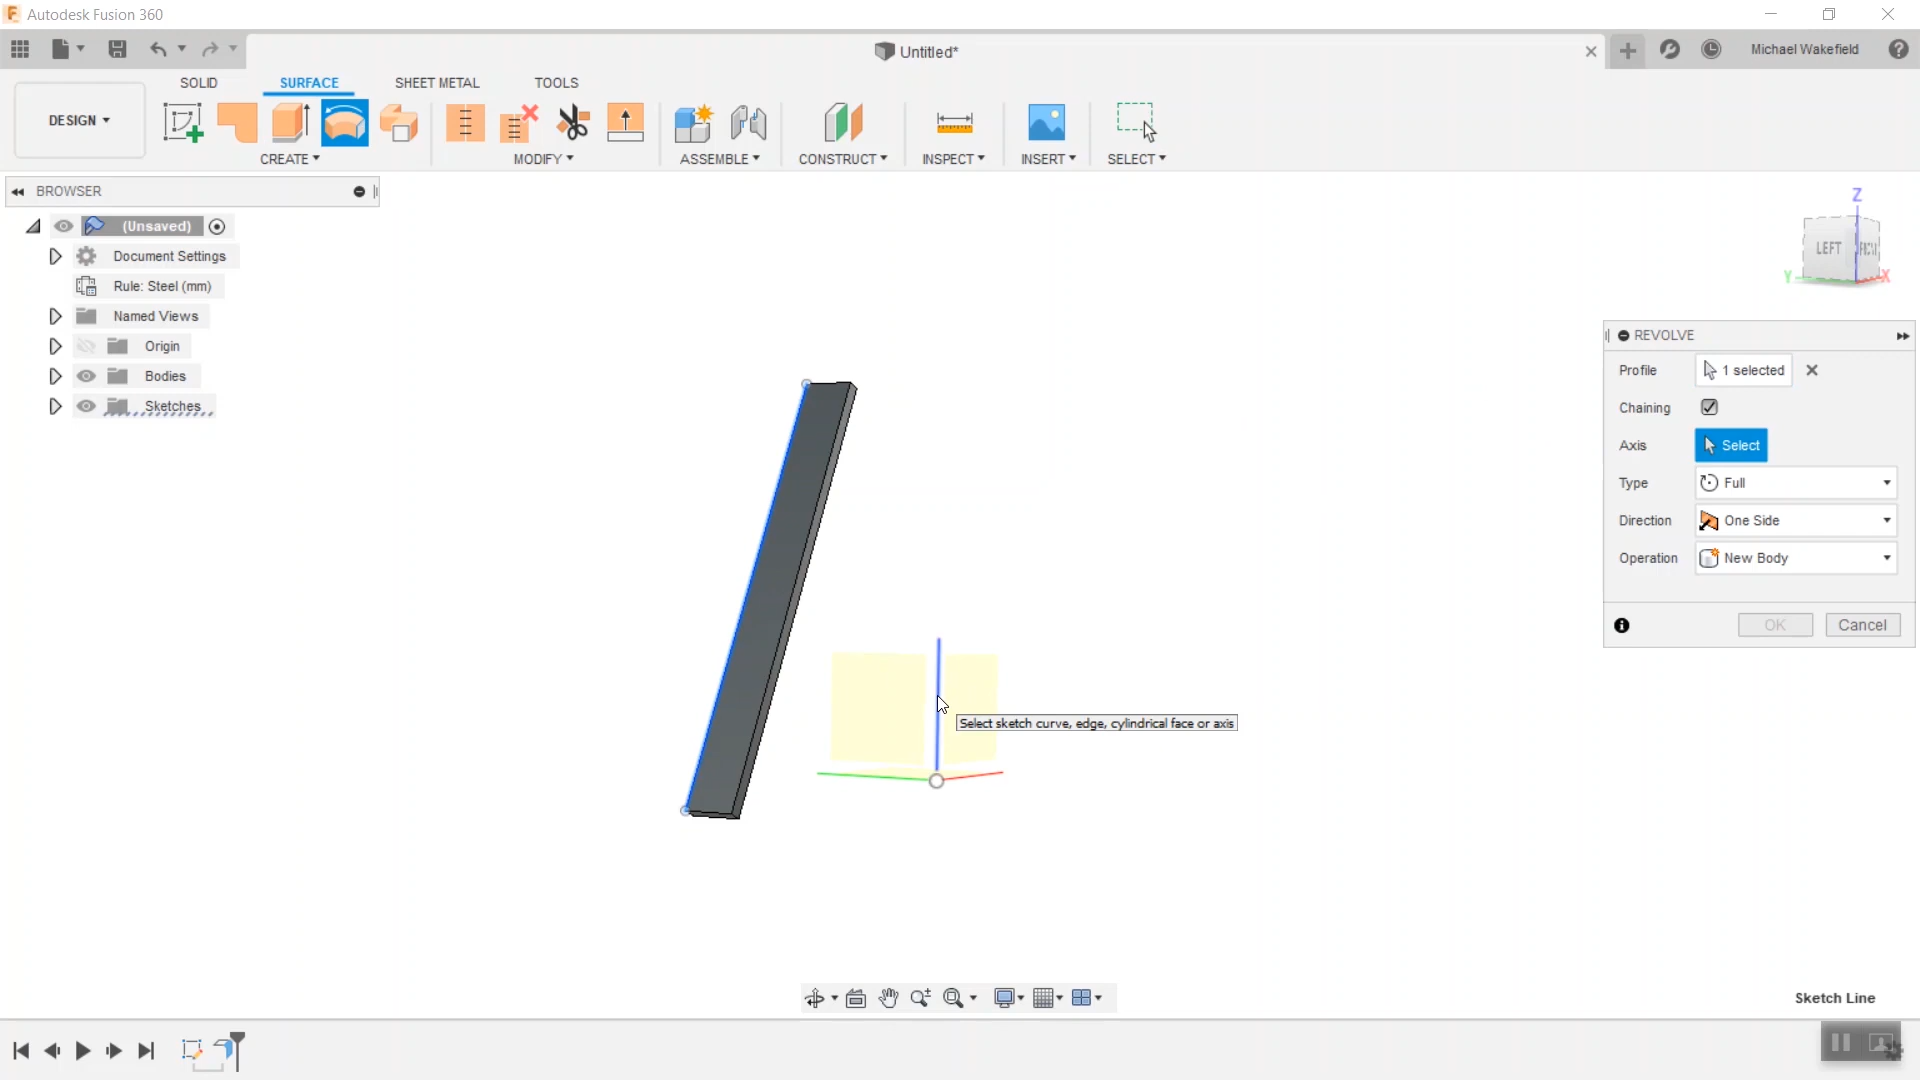 Autodesk Fusion 360
Untitled*
Michael Wakefield
SOLID SURFACE SHEET METAL TOOLS
DESIGN
CREATE MODIFY ASSEMBLE CONSTRUCT INSPECT INSERT SELECT
BROWSER
(Unsaved)
Document Settings
Rule: Steel (mm)
Named Views
Origin
Bodies
Sketches
Z
LEFT
Y
X
REVOLVE
Profile 1 selected
Chaining
Axis Select
Type Full
Direction One Side
Operation New Body
OK Cancel
Select sketch curve, edge, cylindrical face or axis
Sketch Line